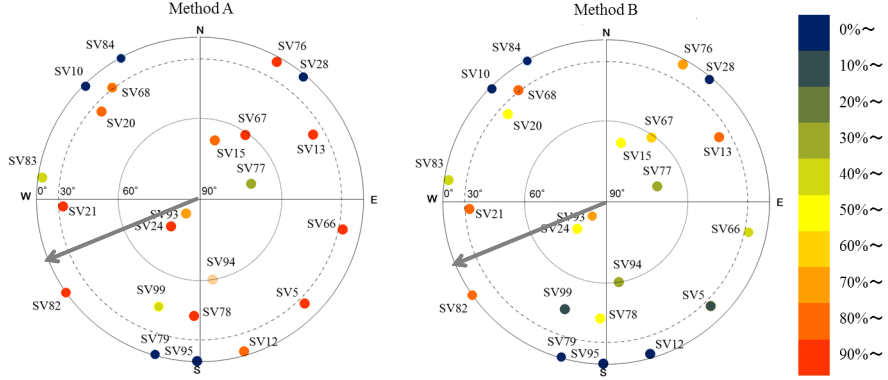 Method A
N
SV84
SV76
SV28
SV10
SV68
SV20
SV67
SV15
SV13
SV77
SV83
W
0°
30°
60°
90°
E
SV21
SV93
SV24
SV66
SV94
SV82
SV99
SV78
SV5
SV79
SV95
SV12
S
Method B
N
SV84
SV76
SV28
SV10
SV68
SV20
SV67
SV15
SV13
SV77
SV83
W
0°
30°
60°
90°
E
SV21
SV93
SV24
SV66
SV94
SV82
SV99
SV78
SV5
SV79
SV95
SV12
S
0%~
10%~
20%~
30%~
40%~
50%~
60%~
70%~
80%~
90%~